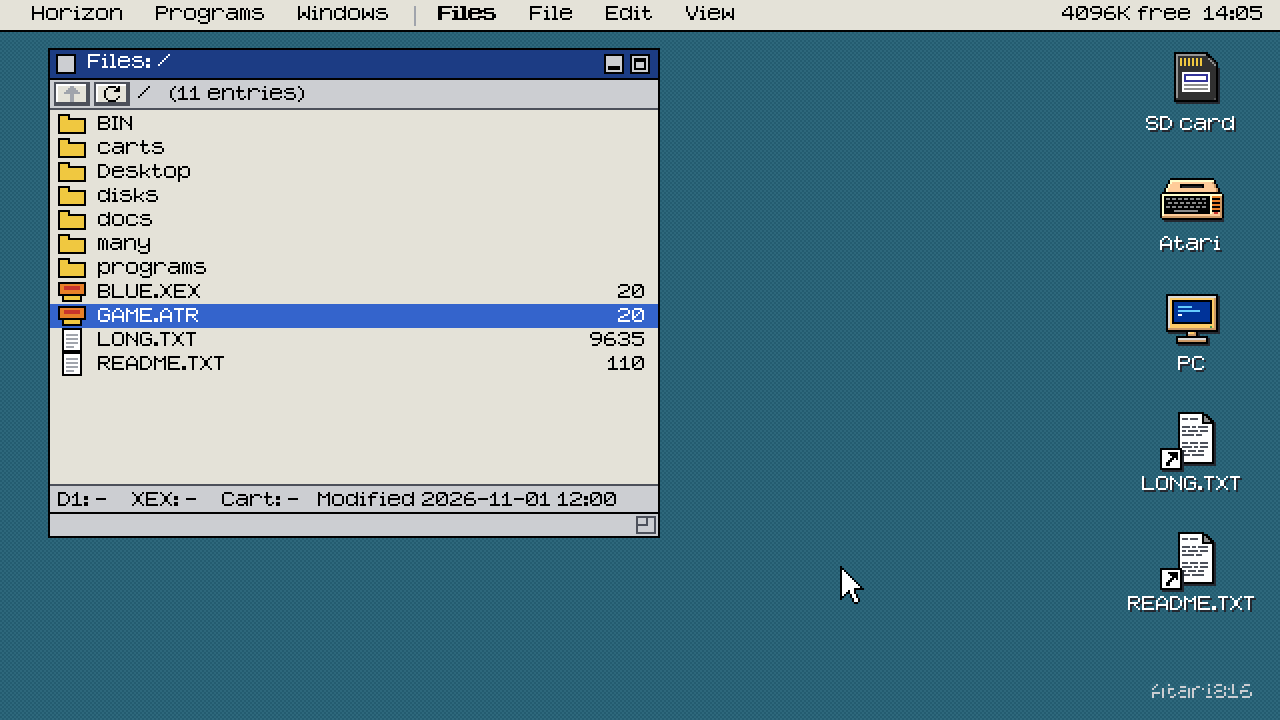 Horizon Programs Windows | Files File Edit View 4096K free 14:05
Files: /
/ (11 entries)
BIN
carts
Desktop
disks
docs
many
programs
BLUE.XEX 20
GAME.ATR 20
LONG.TXT 9635
README.TXT 110
D1: - XEX: - Cart: - Modified 2026-11-01 12:00
SD card
Atari
PC
LONG.TXT
README.TXT
Atari816